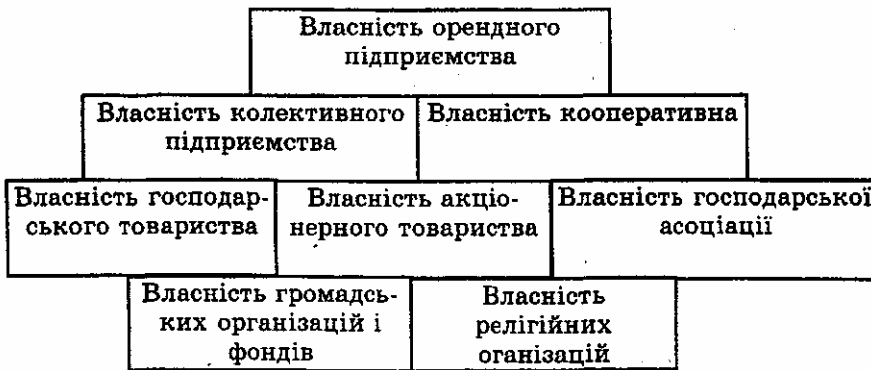 Власність орендного
підприємства
Власність колективного
підприємства
Власність кооперативна
Власність господар-
ського товариства
Власність акціо-
нерного товариства
Власність господарської
асоціації
Власність громадсь-
ких організацій і
фондів
Власність
релігійних
оганізацій